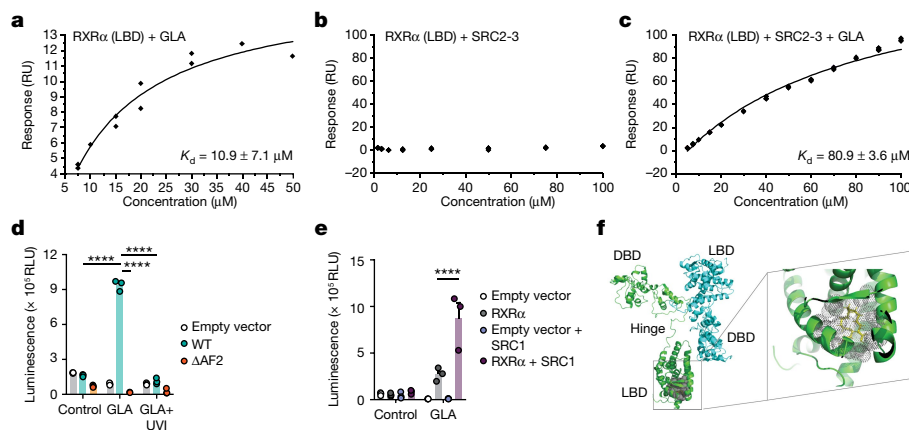 a
RXRα (LBD) + GLA
Response (RU)
13
12
11
10
9
8
7
6
5
4
5 10 15 20 25 30 35 40 45 50
Concentration (μM)
Kd = 10.9 ± 7.1 μM
b
RXRα (LBD) + SRC2-3
Response (RU)
100
80
60
40
20
0
−20
0 20 40 60 80 100
Concentration (μM)
c
RXRα (LBD) + SRC2-3 + GLA
Response (RU)
100
80
60
40
20
0
−20
0 20 40 60 80 100
Concentration (μM)
Kd = 80.9 ± 3.6 μM
d
Luminescence (× 10⁵ RLU)
12
9
6
3
0
****
****
****
Control GLA GLA+ UVI
Empty vector
WT
ΔAF2
e
Luminescence (× 10⁵ RLU)
15
10
5
0
****
Control GLA
Empty vector
RXRα
Empty vector + SRC1
RXRα + SRC1
f
DBD
LBD
Hinge
DBD
LBD